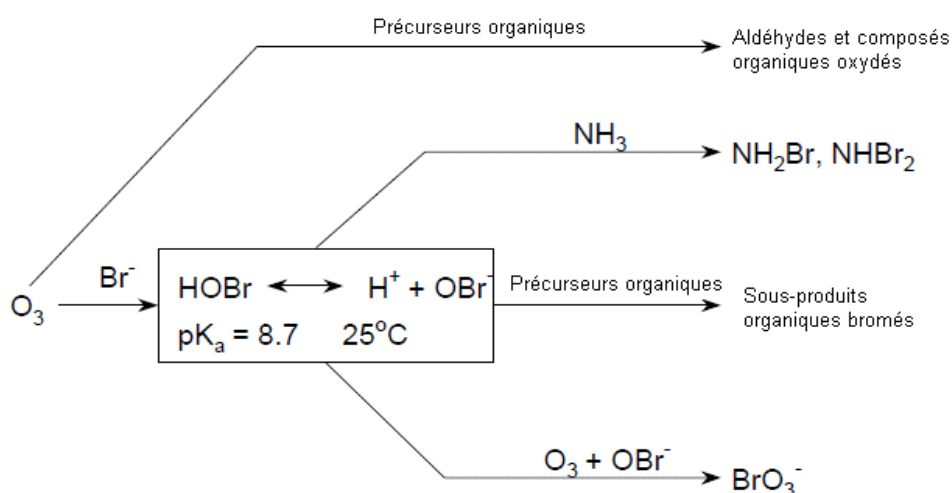 Précurseurs organiques
Aldéhydes et composés
organiques oxydés
NH₃
NH₂Br, NHBr₂
Br⁻
O₃
HOBr ⟷ H⁺ + OBr⁻
pKₐ = 8.7 25°C
Précurseurs organiques
Sous-produits
organiques bromés
O₃ + OBr⁻
BrO₃⁻